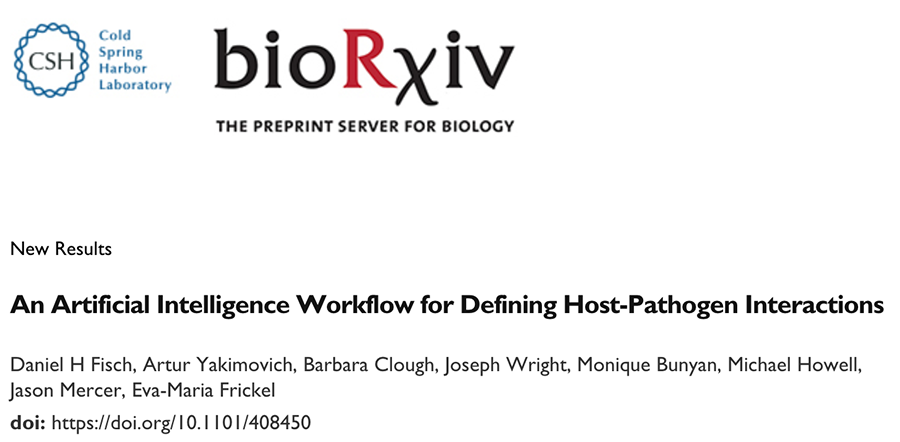 CSH
Cold
Spring
Harbor
Laboratory
bioRxiv
THE PREPRINT SERVER FOR BIOLOGY
New Results
An Artificial Intelligence Workflow for Defining Host-Pathogen Interactions
Daniel H Fisch, Artur Yakimovich, Barbara Clough, Joseph Wright, Monique Bunyan, Michael Howell,
Jason Mercer, Eva-Maria Frickel
doi: https://doi.org/10.1101/408450